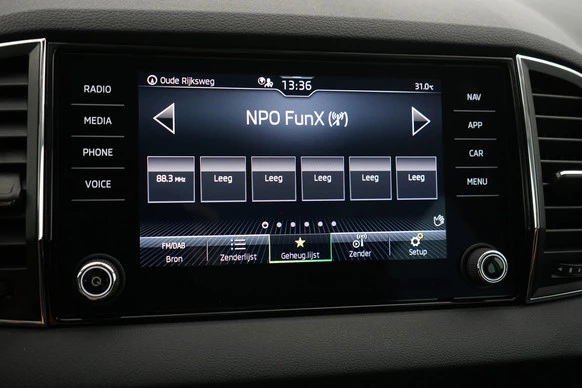 Oude Rijksweg
13:36
31.0°C
RADIO
MEDIA
PHONE
VOICE
NAV
APP
CAR
MENU
NPO FunX
88.3 MHz
Leeg
Leeg
Leeg
Leeg
Leeg
FM/DAB
Bron
Zenderlijst
Geheug.lijst
Zender
Setup